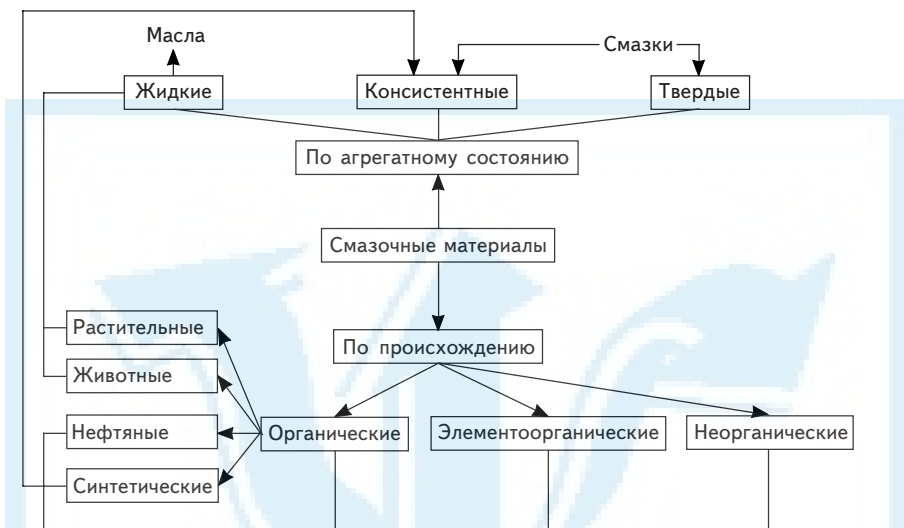 Масла
Смазки
Жидкие
Консистентные
Твердые
По агрегатному состоянию
Смазочные материалы
Растительные
По происхождению
Животные
Нефтяные
Органические
Элементоорганические
Неорганические
Синтетические